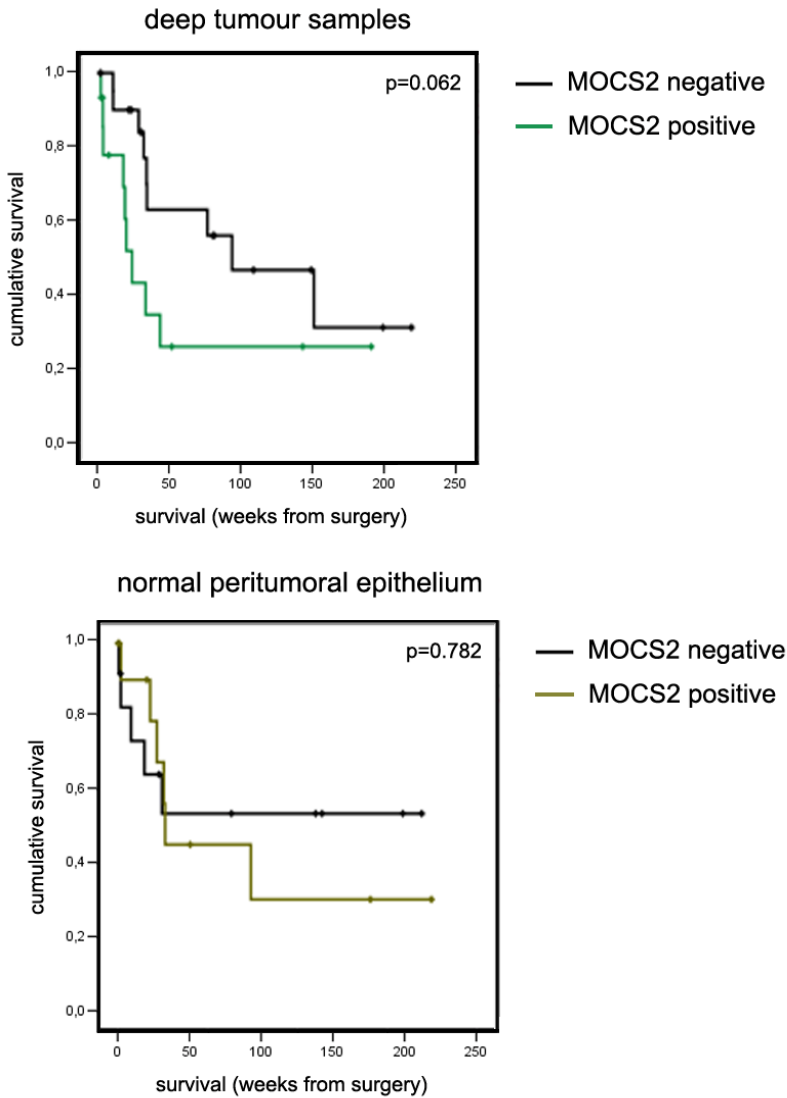 deep tumour samples
p=0.062
MOCS2 negative
MOCS2 positive
cumulative survival
1,0
0,8
0,6
0,4
0,2
0,0
0 50 100 150 200 250
survival (weeks from surgery)
normal peritumoral epithelium
p=0.782
MOCS2 negative
MOCS2 positive
cumulative survival
1,0
0,8
0,6
0,4
0,2
0,0
0 50 100 150 200 250
survival (weeks from surgery)